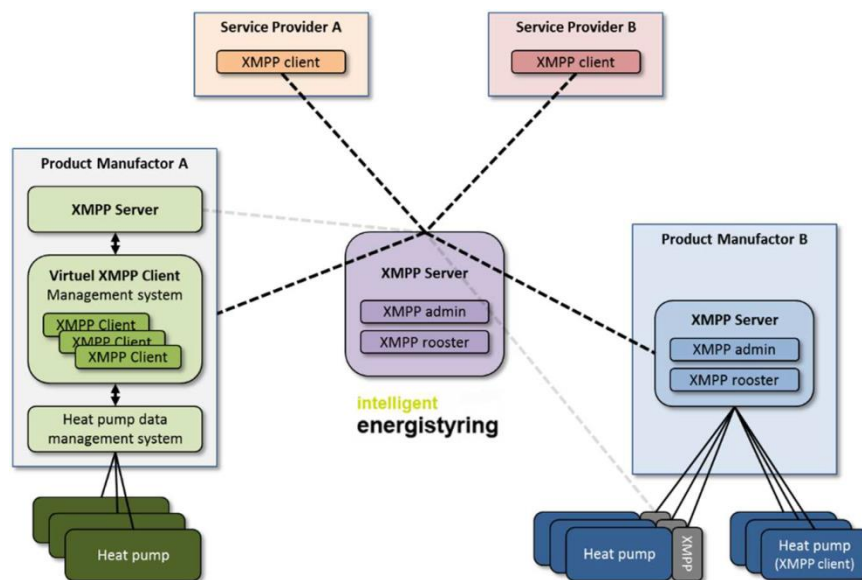 Service Provider A
XMPP client
Service Provider B
XMPP client
Product Manufactor A
XMPP Server
Virtuel XMPP Client
Management system
XMPP Client
XMPP Client
XMPP Client
Heat pump data
management system
Heat pump
XMPP Server
XMPP admin
XMPP rooster
intelligent
energistyring
Product Manufactor B
XMPP Server
XMPP admin
XMPP rooster
Heat pump
XMPP
Heat pump
(XMPP client)